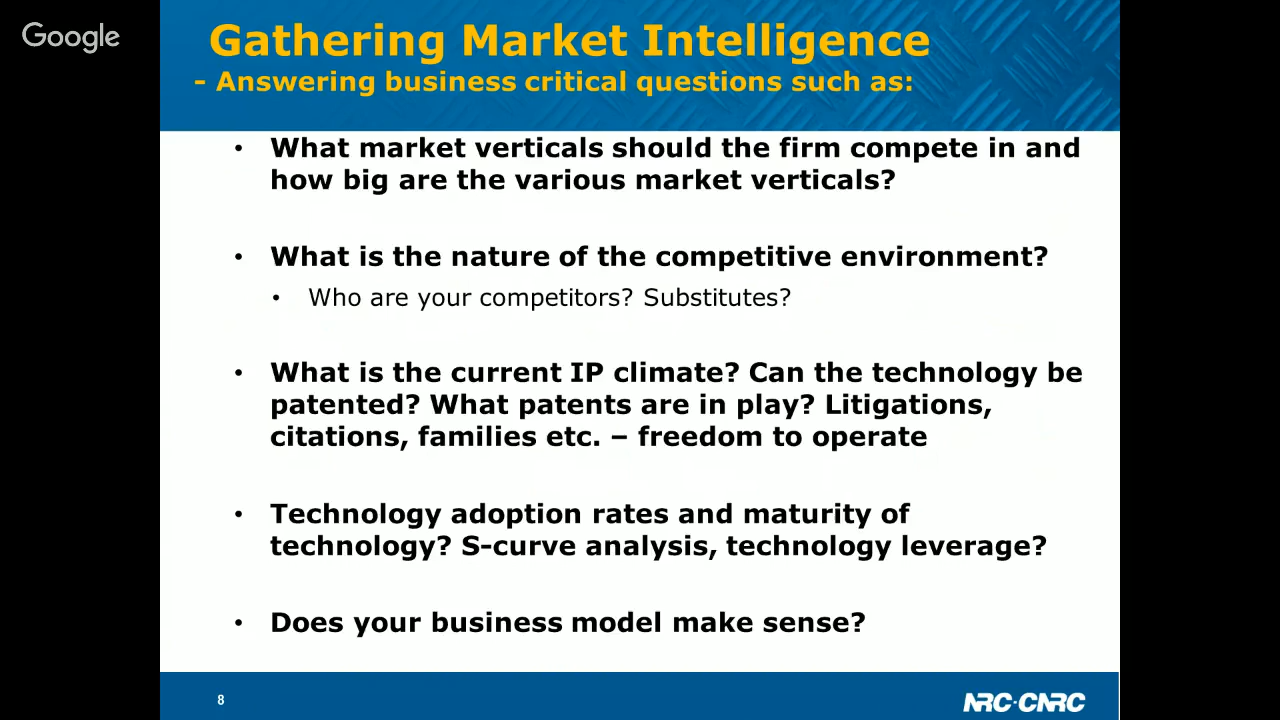 Google
Gathering Market Intelligence
- Answering business critical questions such as:
• What market verticals should the firm compete in and
how big are the various market verticals?
• What is the nature of the competitive environment?
• Who are your competitors? Substitutes?
• What is the current IP climate? Can the technology be
patented? What patents are in play? Litigations,
citations, families etc. – freedom to operate
• Technology adoption rates and maturity of
technology? S-curve analysis, technology leverage?
• Does your business model make sense?
8
NRC·CNRC